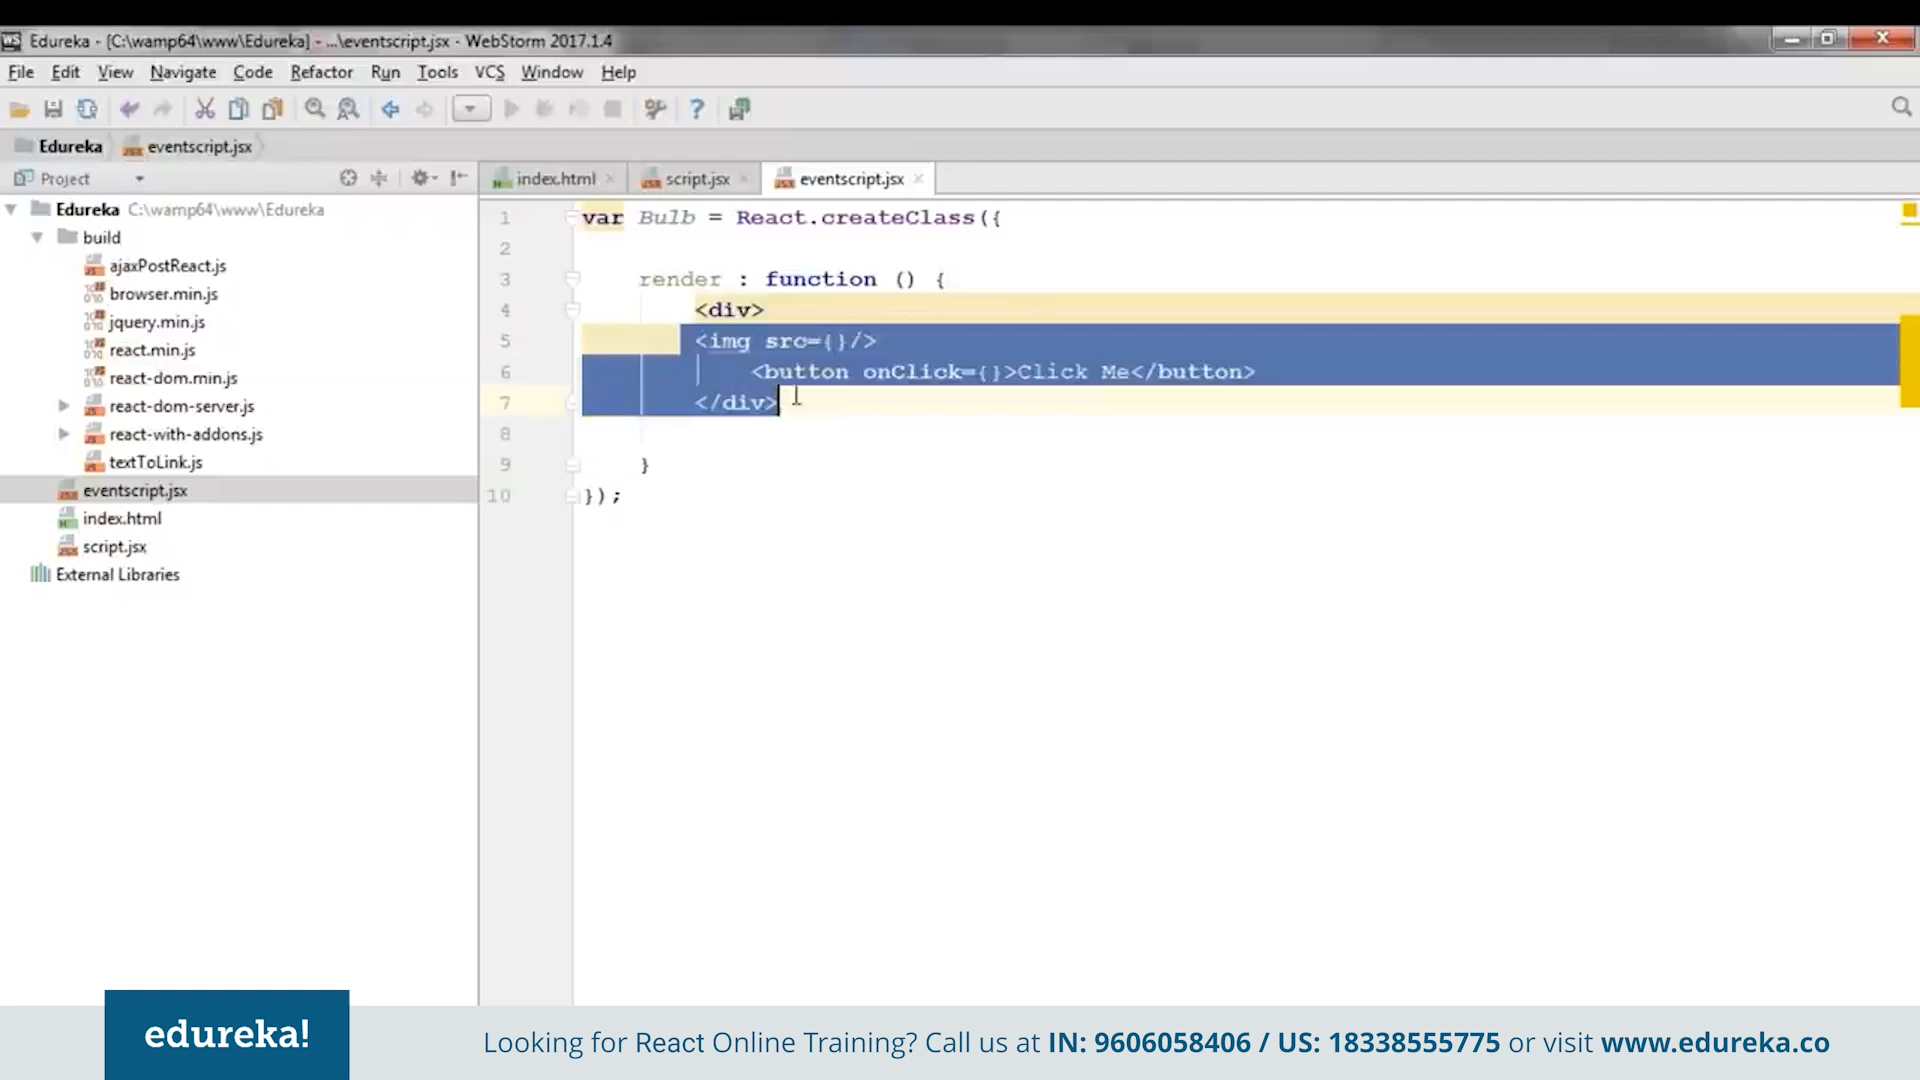 Edureka - [C:\wamp64\www\Edureka] - ...\eventscript.jsx - WebStorm 2017.1.4
File Edit View Navigate Code Refactor Run Tools VCS Window Help
Edureka eventscript.jsx
Project
index.html script.jsx eventscript.jsx
Edureka C:\wamp64\www\Edureka
build
ajaxPostReact.js
browser.min.js
jquery.min.js
react.min.js
react-dom.min.js
react-dom-server.js
react-with-addons.js
textToLink.js
eventscript.jsx
index.html
script.jsx
External Libraries
1 var Bulb = React.createClass({
2
3 render : function () {
4 <div>
5 <img src={}/>
6 <button onClick={}>Click Me</button>
7 </div>
8
9 }
10 });
edureka!
Looking for React Online Training? Call us at IN: 9606058406 / US: 18338555775 or visit www.edureka.co